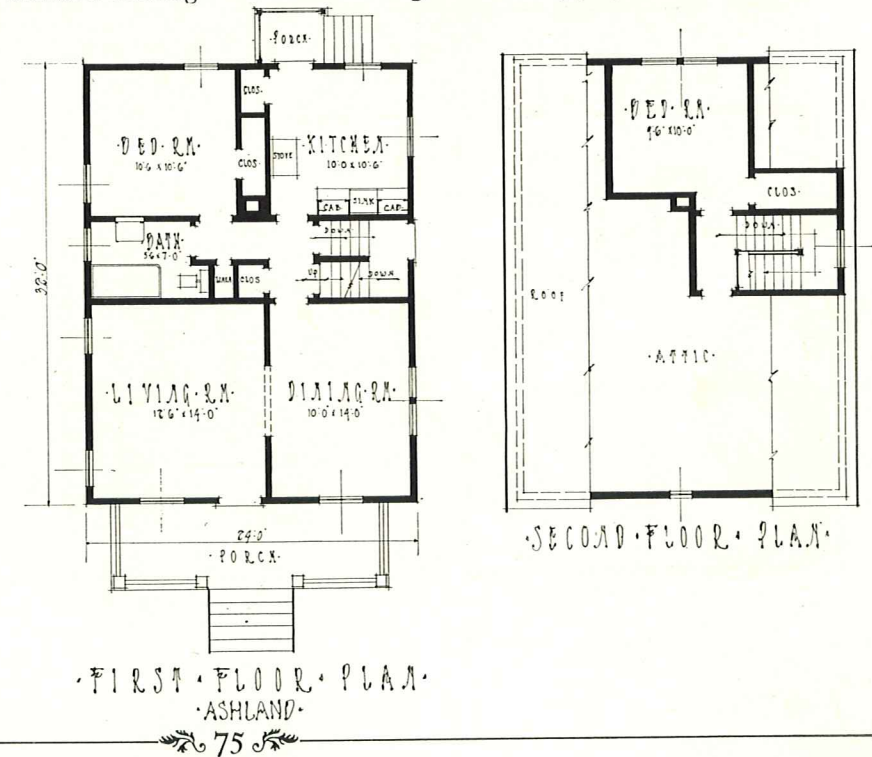 ·PORCH·
CLOS·
·BED·RM·
10'6 x 10'-6"
CLOS·
STOVE
·KITCHEN·
10'0 x 10'-6"
CAB·
SINK
CAB·
DOWN
BATH·
5'6 x 7'-0"
32'-0"
LINEN
CLOS
UP
DOWN
·LIVING·RM·
12'6" x 14'-0"
DINING·RM·
10'0" x 14'-0"
24'-0"
·PORCH·
·FIRST·FLOOR·PLAN·
·ASHLAND·
·BED·RM·
9'-6" x 10'-0"
CLOS·
DOWN
ROOF
·ATTIC·
·SECOND·FLOOR·PLAN·
75